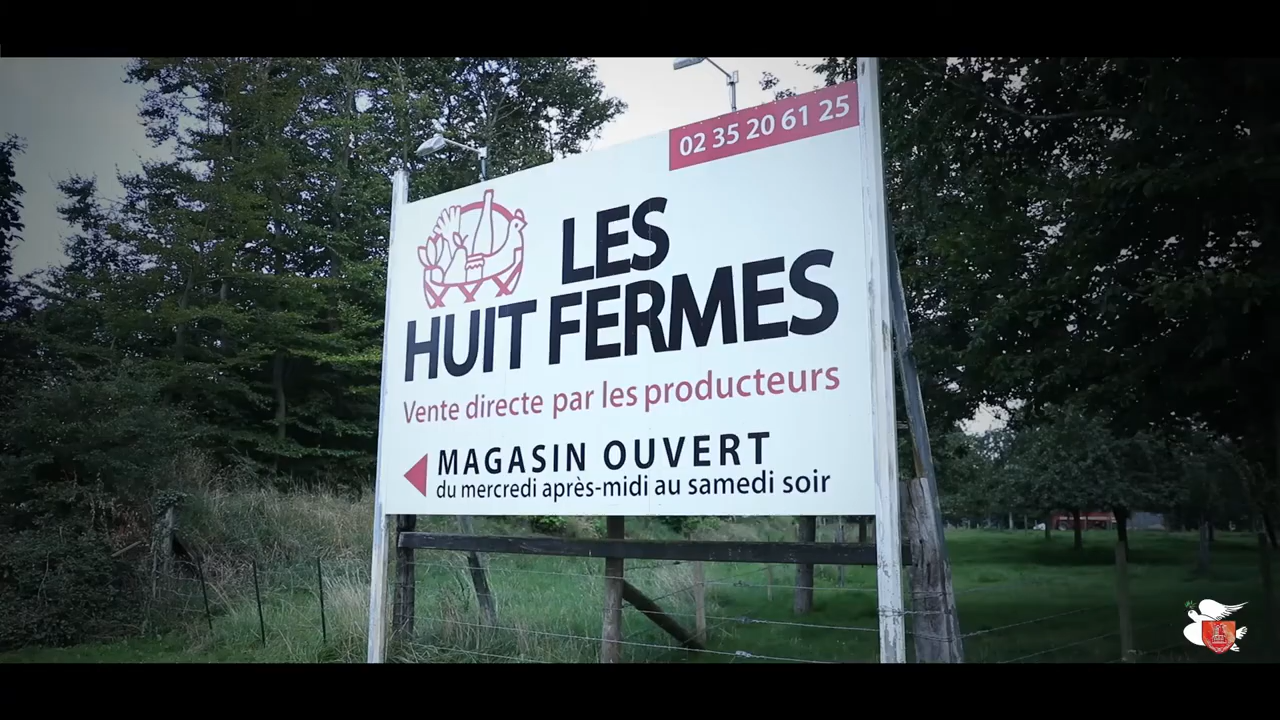 02 35 20 61 25
LES
HUIT FERMES
Vente directe par les producteurs
MAGASIN OUVERT
du mercredi après-midi au samedi soir